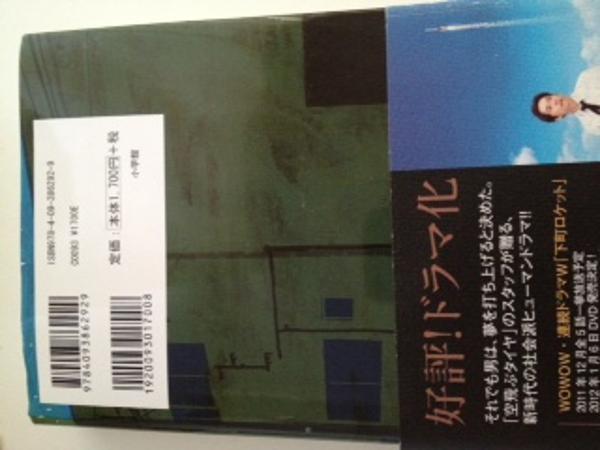 ISBN978-4-09-386292-9
C0093 ¥1700E
定価:本体1,700円+税
小学館
9784093862929
1920093017008
好評!ドラマ化
それでも男は、夢を打ち上げると決めた。
「空飛ぶタイヤ」のスタッフが贈る、
新時代の社会派ヒューマンドラマ!!
WOWOW・連続ドラマW「下町ロケット」
2011年12月全5話一挙放送予定
2012年1月6日DVD発売決定!